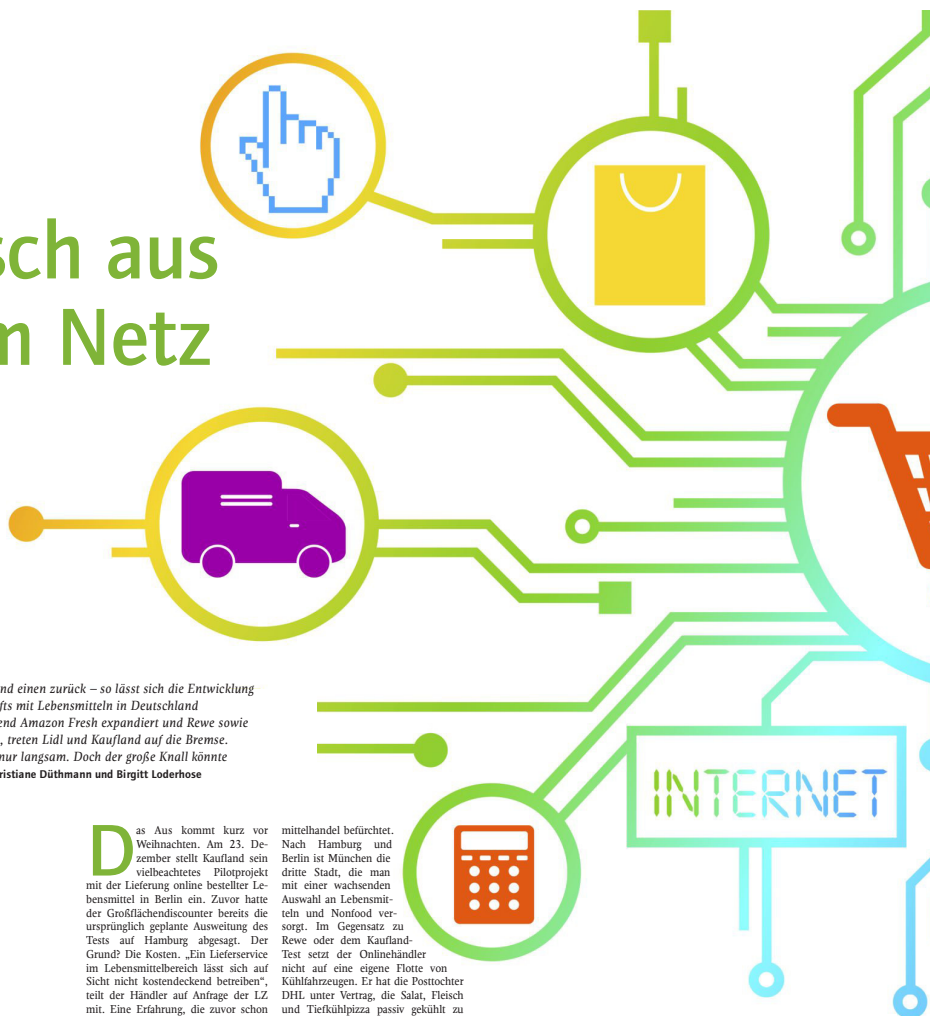 sch aus
n Netz
nd einen zurück – so lässt sich die Entwicklung
fts mit Lebensmitteln in Deutschland
end Amazon Fresh expandiert und Rewe sowie
, treten Lidl und Kaufland auf die Bremse.
nur langsam. Doch der große Knall könnte
ristiane Düthmann und Birgitt Loderhose
INTERNET
Das Aus kommt kurz vor
Weihnachten. Am 23. De-
zember stellt Kaufland sein
vielbeachtetes Pilotprojekt
mit der Lieferung online bestellter Le-
bensmittel in Berlin ein. Zuvor hatte
der Großflächendiscounter bereits die
ursprünglich geplante Ausweitung des
Tests auf Hamburg abgesagt. Der
Grund? Die Kosten. „Ein Lieferservice
im Lebensmittelbereich lässt sich auf
Sicht nicht kostendeckend betreiben“,
teilt der Händler auf Anfrage der LZ
mit. Eine Erfahrung, die zuvor schon
mittelhandel befürchtet.
Nach Hamburg und
Berlin ist München die
dritte Stadt, die man
mit einer wachsenden
Auswahl an Lebensmit-
teln und Nonfood ver-
sorgt. Im Gegensatz zu
Rewe oder dem Kaufland-
Test setzt der Onlinehändler
nicht auf eine eigene Flotte von
Kühlfahrzeugen. Er hat die Posttochter
DHL unter Vertrag, die Salat, Fleisch
und Tiefkühlpizza passiv gekühlt zu